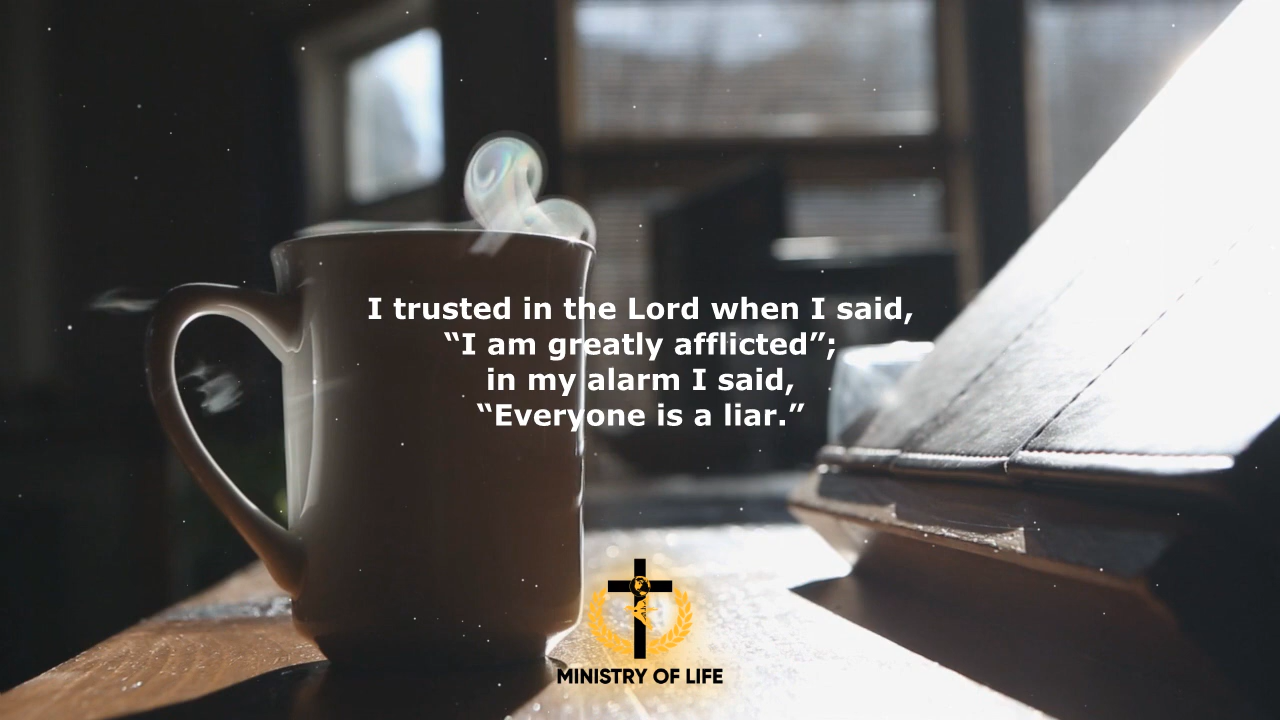 I trusted in the Lord when I said,
“I am greatly afflicted”;
in my alarm I said,
“Everyone is a liar.”
MINISTRY OF LIFE